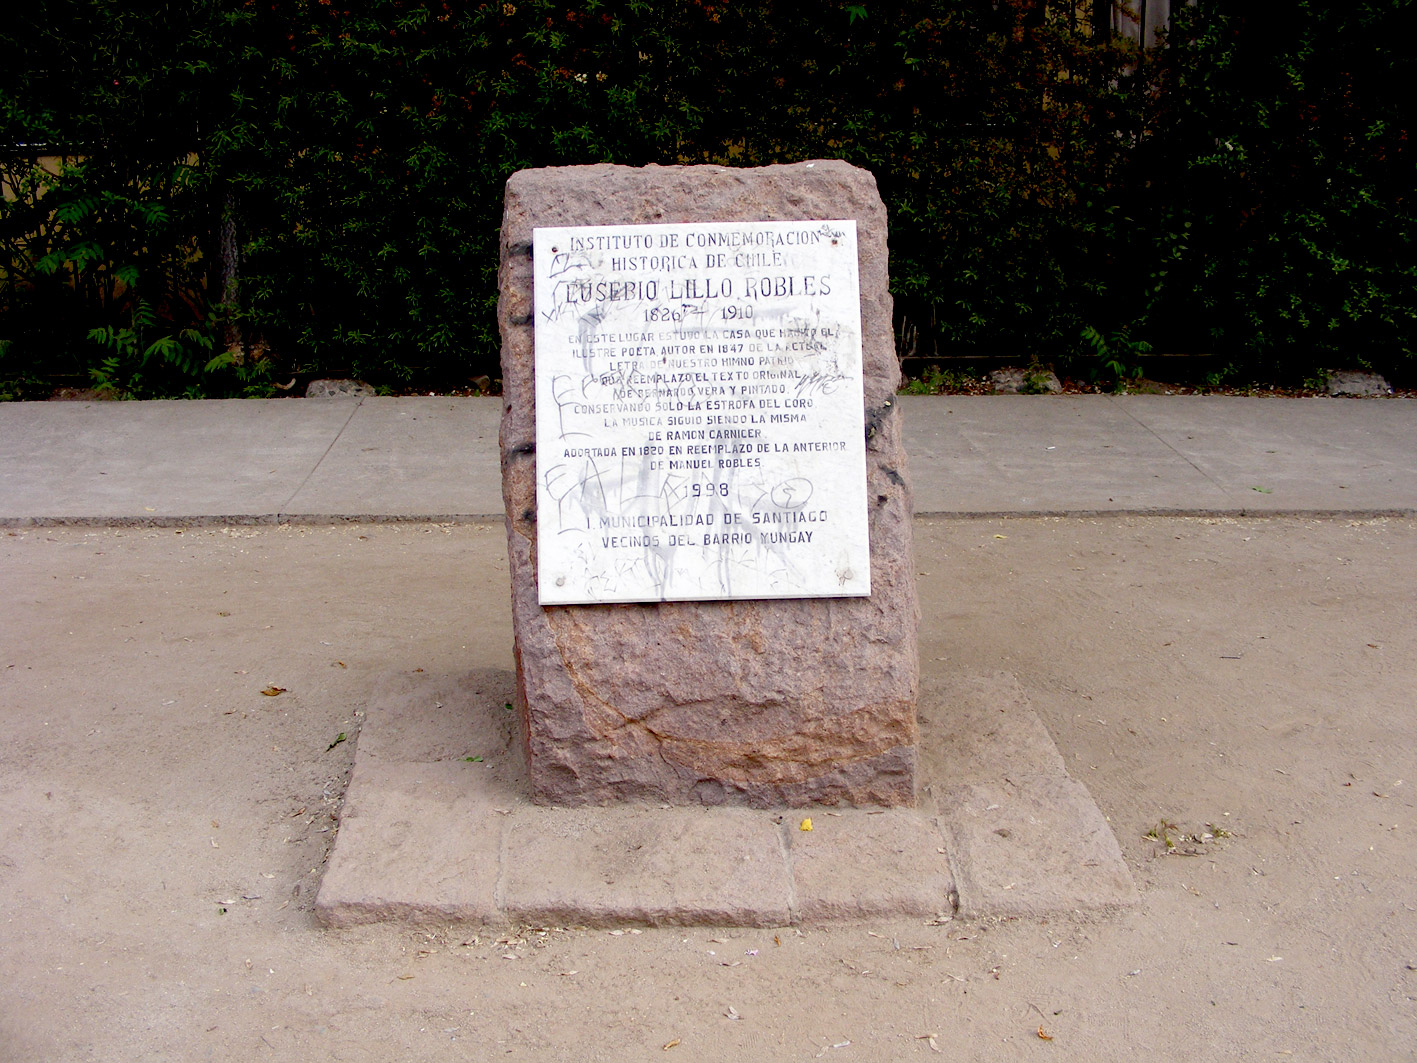 INSTITUTO DE CONMEMORACION
HISTORICA DE CHILE
EUSEBIO LILLO ROBLES
1826 1910
EN ESTE LUGAR ESTUVO LA CASA QUE HABITO EL
ILUSTRE POETA AUTOR EN 1847 DE LA ACTUAL
LETRA DE NUESTRO HIMNO PATRIO
QUE REEMPLAZO EL TEXTO ORIGINAL
DE BERNARDO VERA Y PINTADO.
CONSERVANDO SOLO LA ESTROFA DEL CORO.
LA MUSICA SIGUIO SIENDO LA MISMA
DE RAMON CARNICER.
ADOPTADA EN 1820 EN REEMPLAZO DE LA ANTERIOR
DE MANUEL ROBLES.
1998
I. MUNICIPALIDAD DE SANTIAGO
VECINOS DEL BARRIO YUNGAY